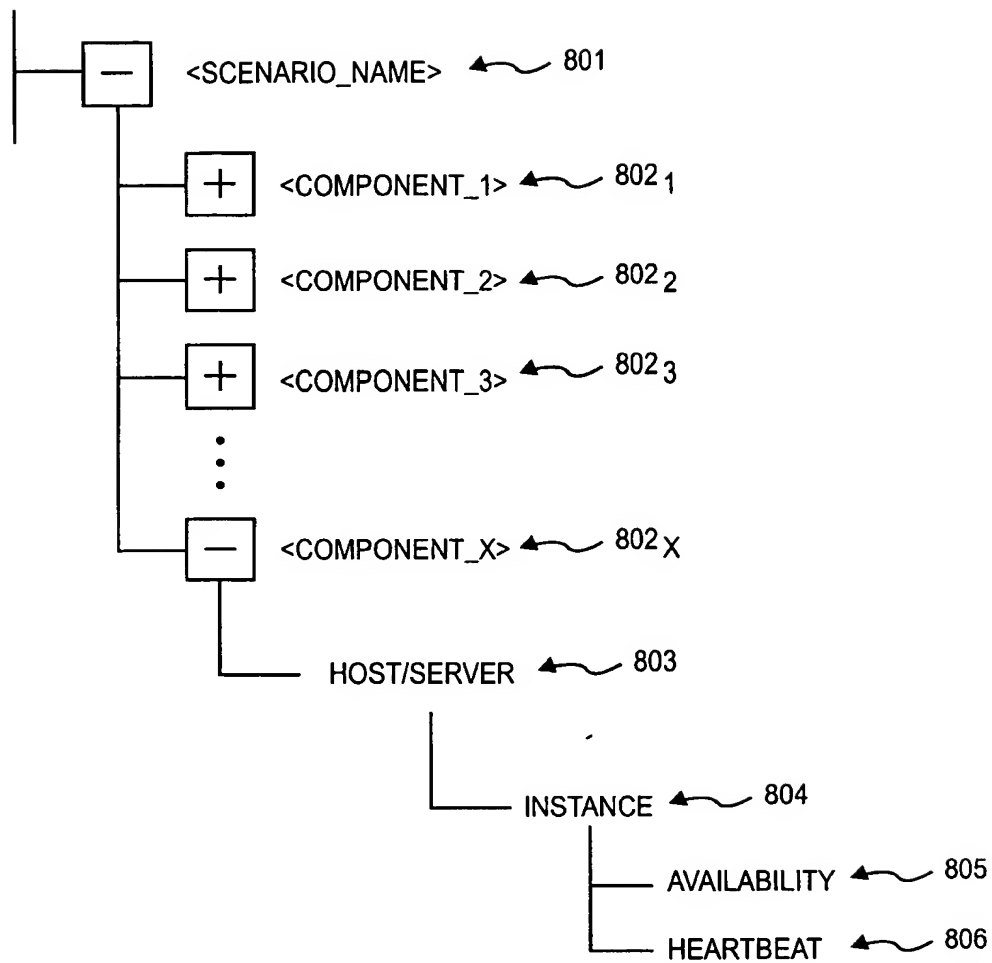 <SCENARIO_NAME> 801
+ <COMPONENT_1> 802 1
+ <COMPONENT_2> 802 2
+ <COMPONENT_3> 802 3
− <COMPONENT_X> 802 X
HOST/SERVER 803
INSTANCE 804
AVAILABILITY 805
HEARTBEAT 806